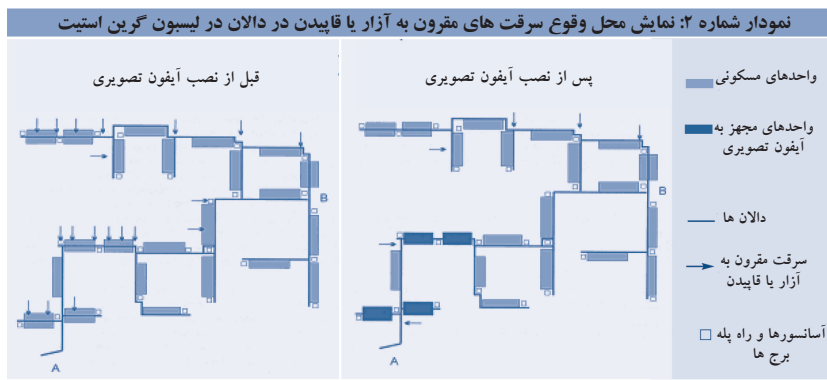 نمودار شماره ۲: نمایش محل وقوع سرقت های مقرون به آزار یا قاپیدن در دالان در لیسبون گرین استیت
قبل از نصب آیفون تصویری
B
A
پس از نصب آیفون تصویری
B
A
واحدهای مسکونی
واحدهای مجهز به
آیفون تصویری
دالان ها
سرقت مقرون به
آزار یا قاپیدن
آسانسورها و راه پله
برج ها